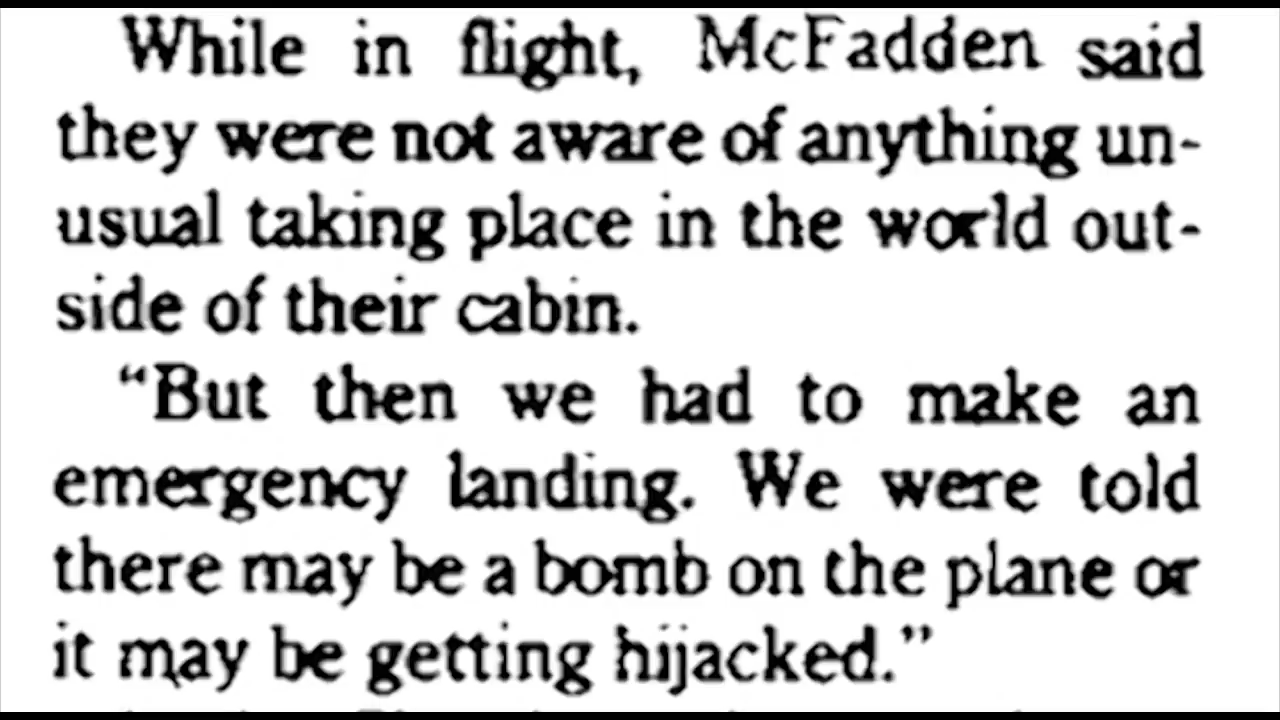 While in flight, McFadden said
they were not aware of anything un-
usual taking place in the world out-
side of their cabin.
“But then we had to make an
emergency landing. We were told
there may be a bomb on the plane or
it may be getting hijacked.”